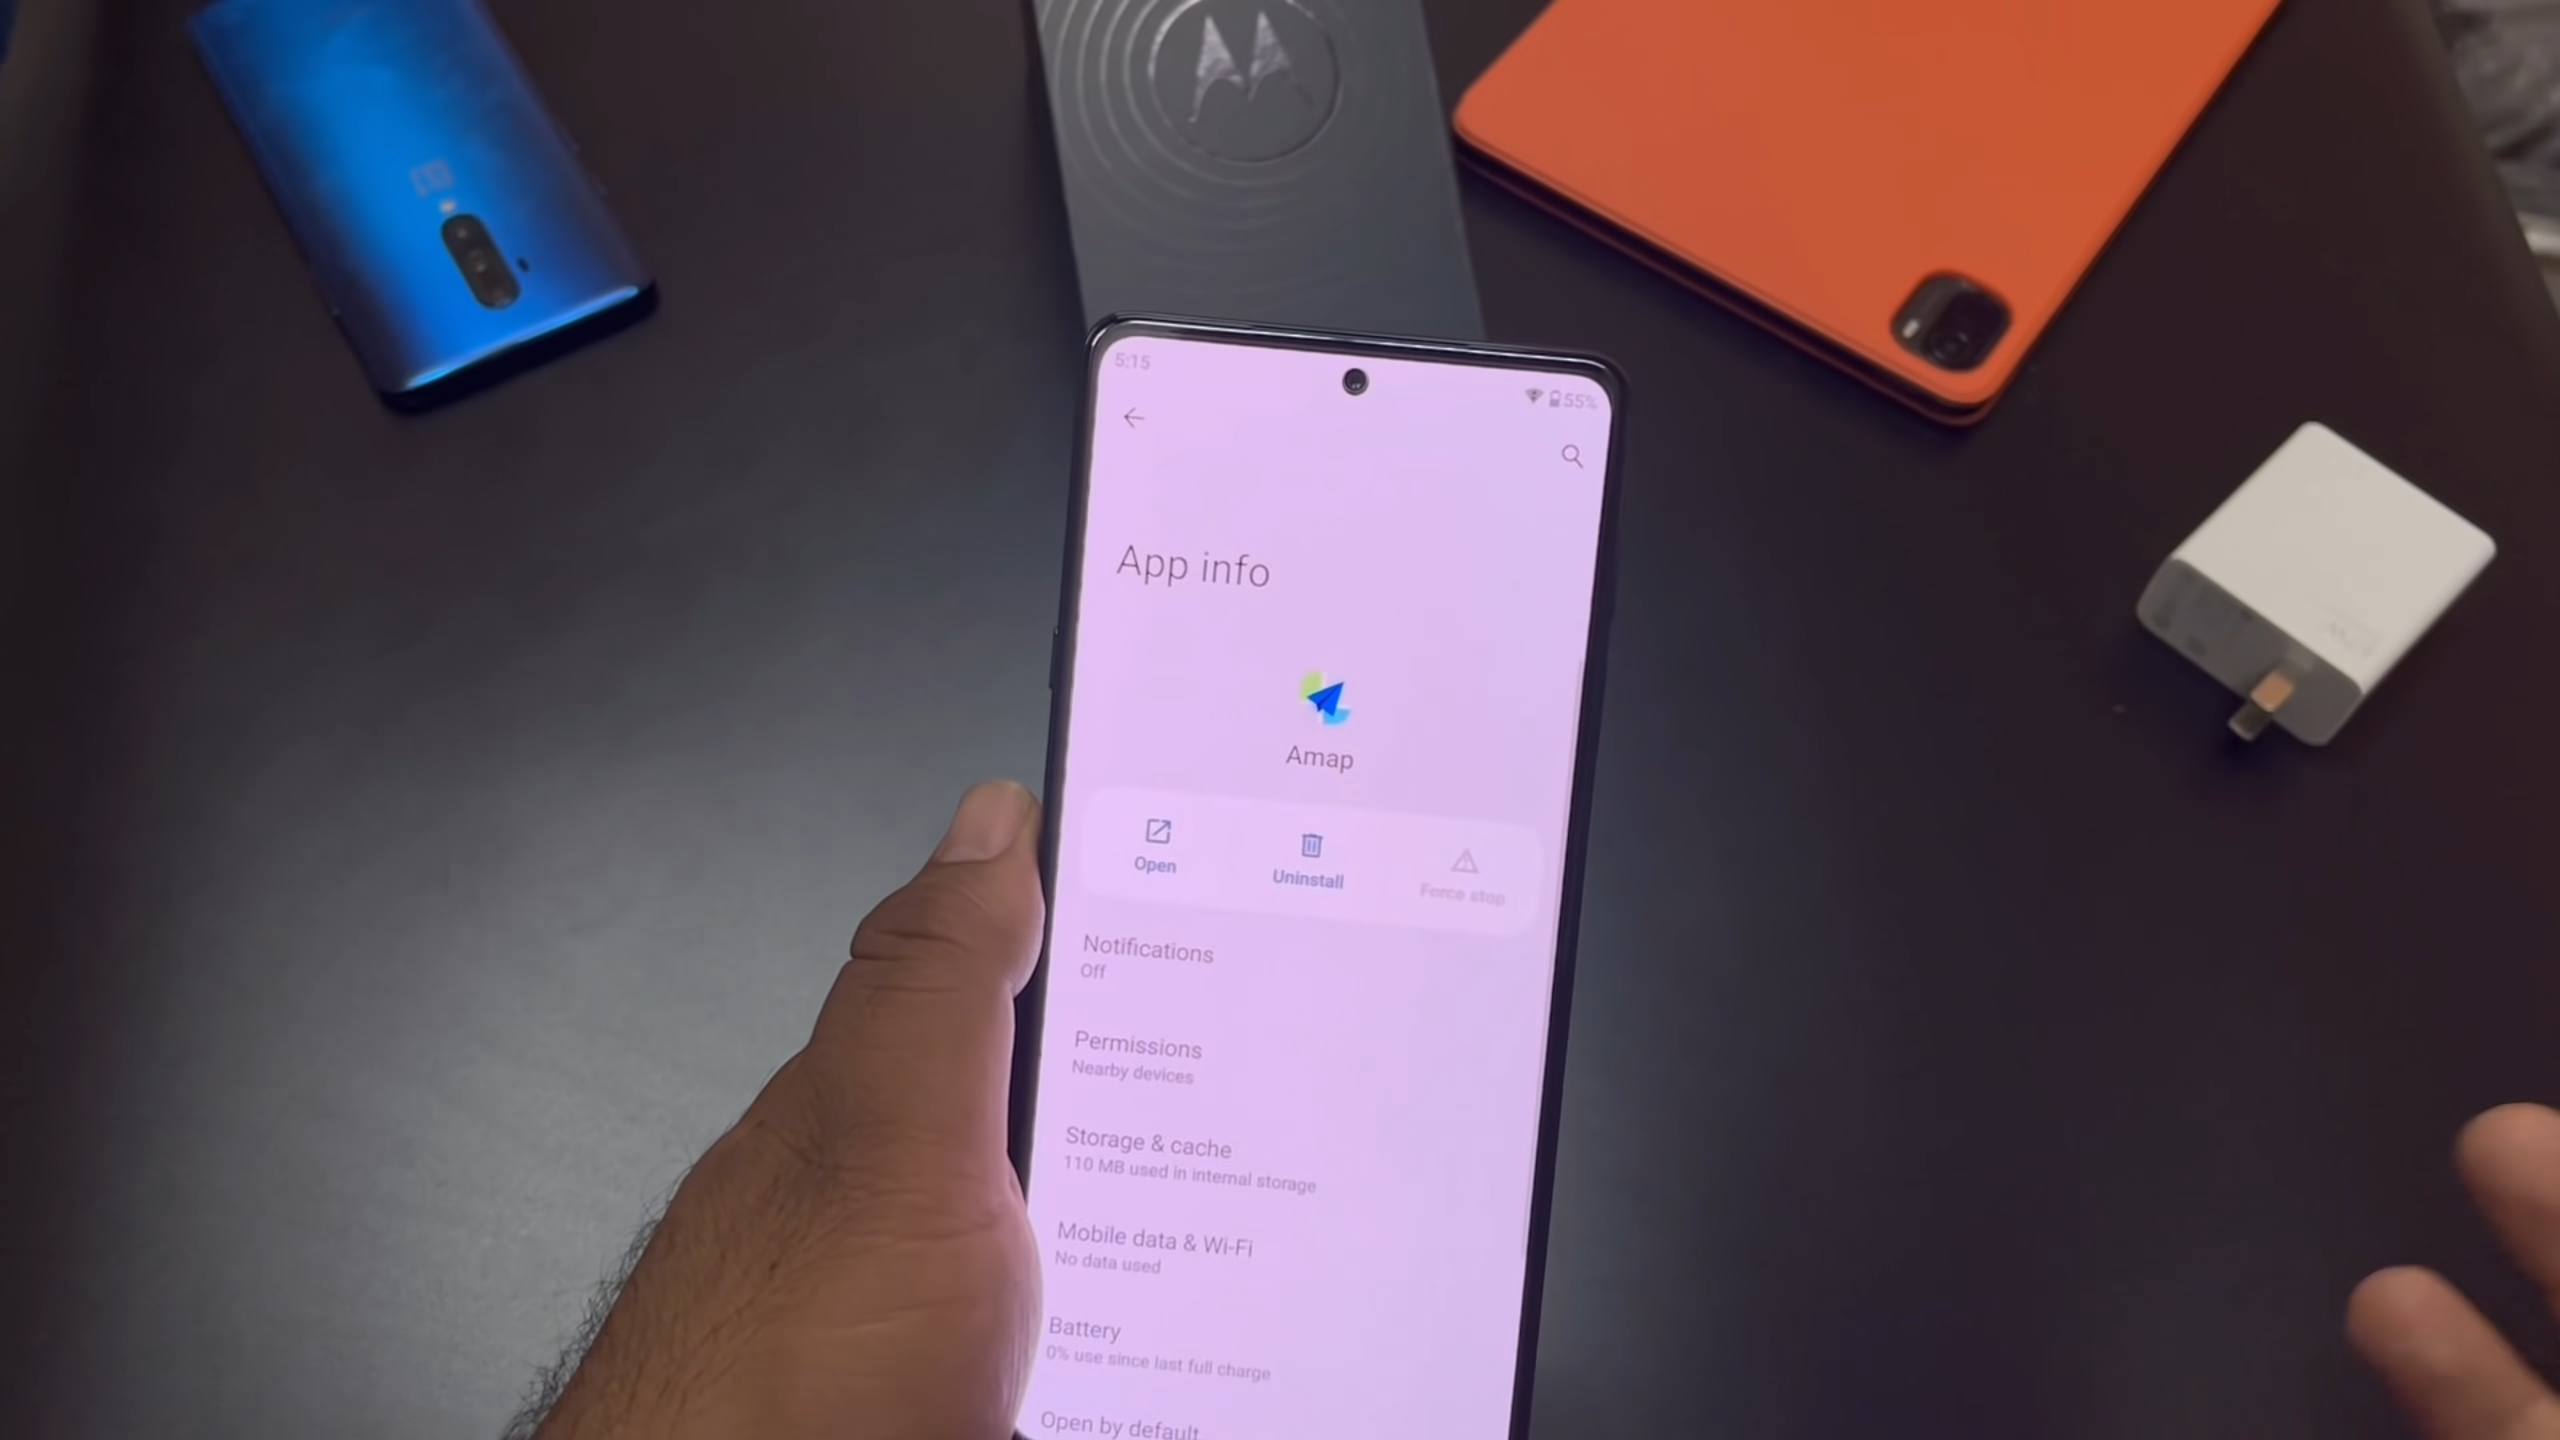 5:15
55%
App info
Amap
Open
Uninstall
Force stop
Notifications
Off
Permissions
Nearby devices
Storage & cache
110 MB used in internal storage
Mobile data & Wi-Fi
No data used
Battery
0% use since last full charge
Open by default